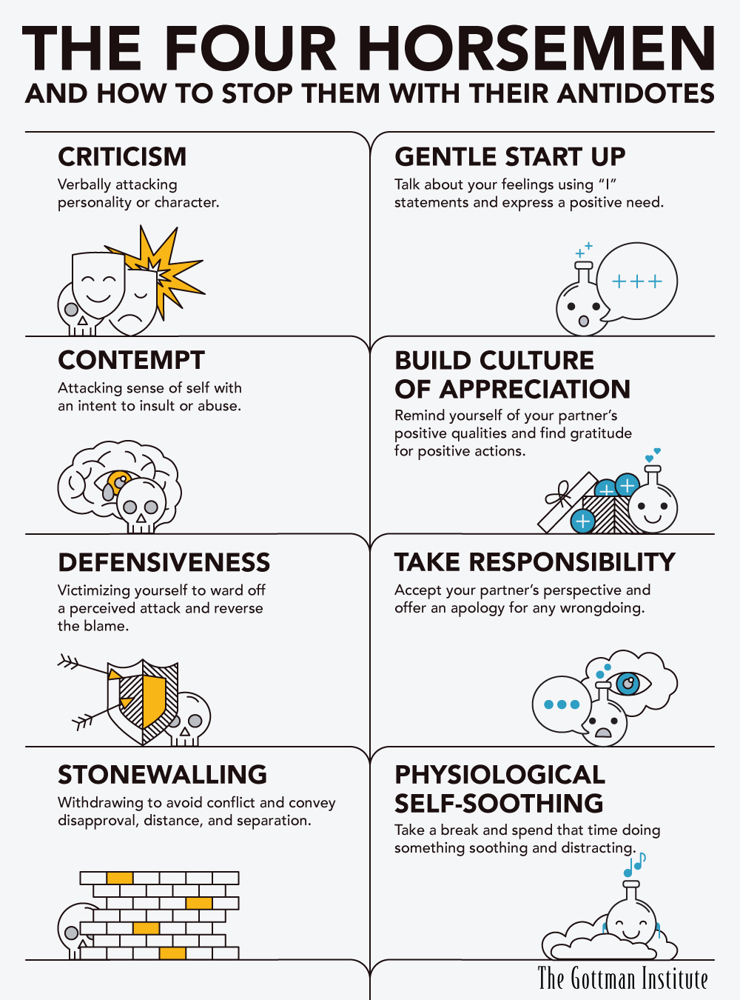 THE FOUR HORSEMEN
AND HOW TO STOP THEM WITH THEIR ANTIDOTES
CRITICISM
Verbally attacking
personality or character.
GENTLE START UP
Talk about your feelings using “I”
statements and express a positive need.
CONTEMPT
Attacking sense of self with
an intent to insult or abuse.
BUILD CULTURE
OF APPRECIATION
Remind yourself of your partner’s
positive qualities and find gratitude
for positive actions.
DEFENSIVENESS
Victimizing yourself to ward off
a perceived attack and reverse
the blame.
TAKE RESPONSIBILITY
Accept your partner’s perspective and
offer an apology for any wrongdoing.
STONEWALLING
Withdrawing to avoid conflict and convey
disapproval, distance, and separation.
PHYSIOLOGICAL
SELF-SOOTHING
Take a break and spend that time doing
something soothing and distracting.
The Gottman Institute